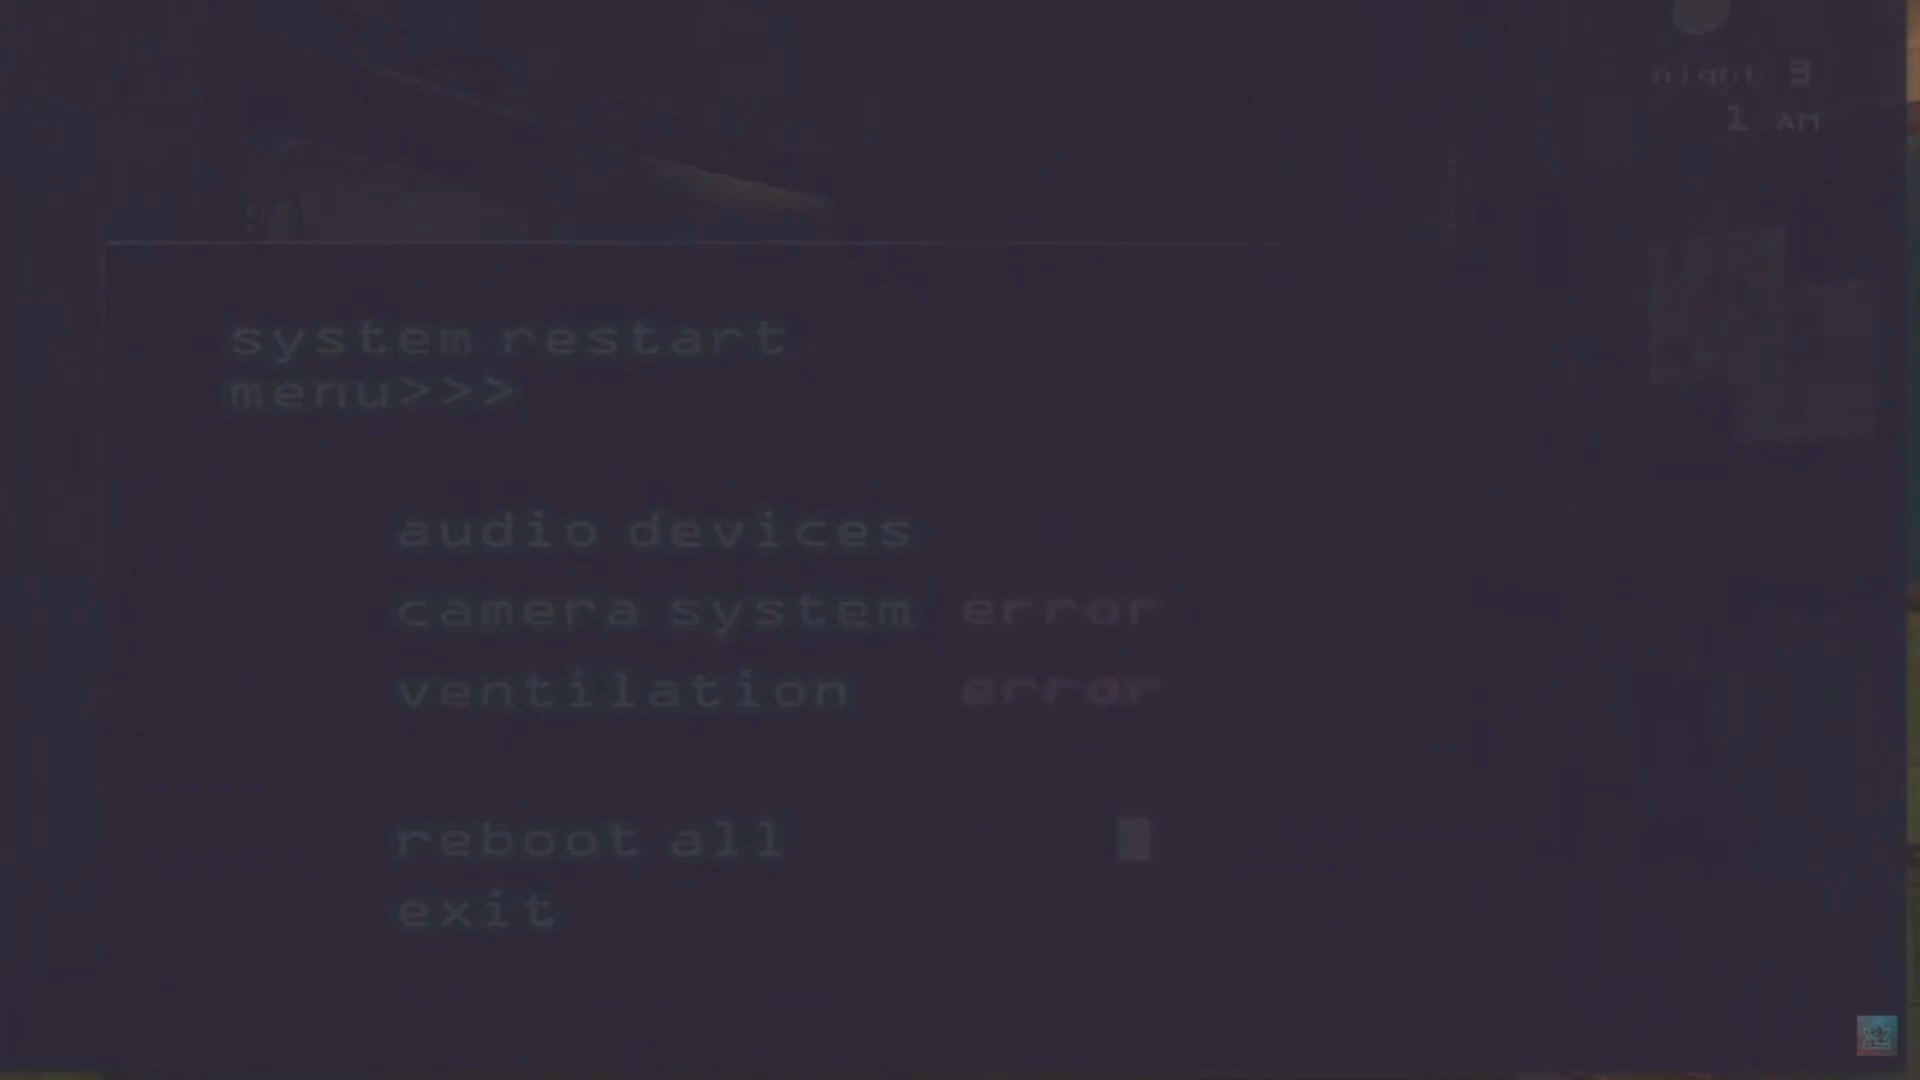 night 3
1 AM
system restart
menu>>>
audio devices
camera system error
ventilation error
reboot all
exit